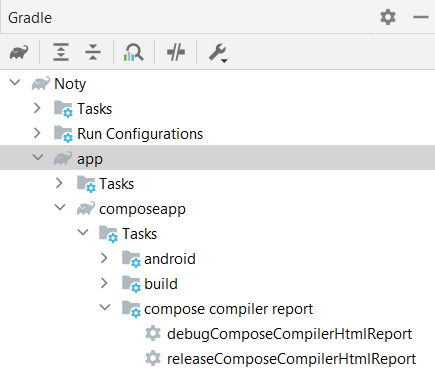 Gradle
Noty
Tasks
Run Configurations
app
Tasks
composeapp
Tasks
android
build
compose compiler report
debugComposeCompilerHtmlReport
releaseComposeCompilerHtmlReport